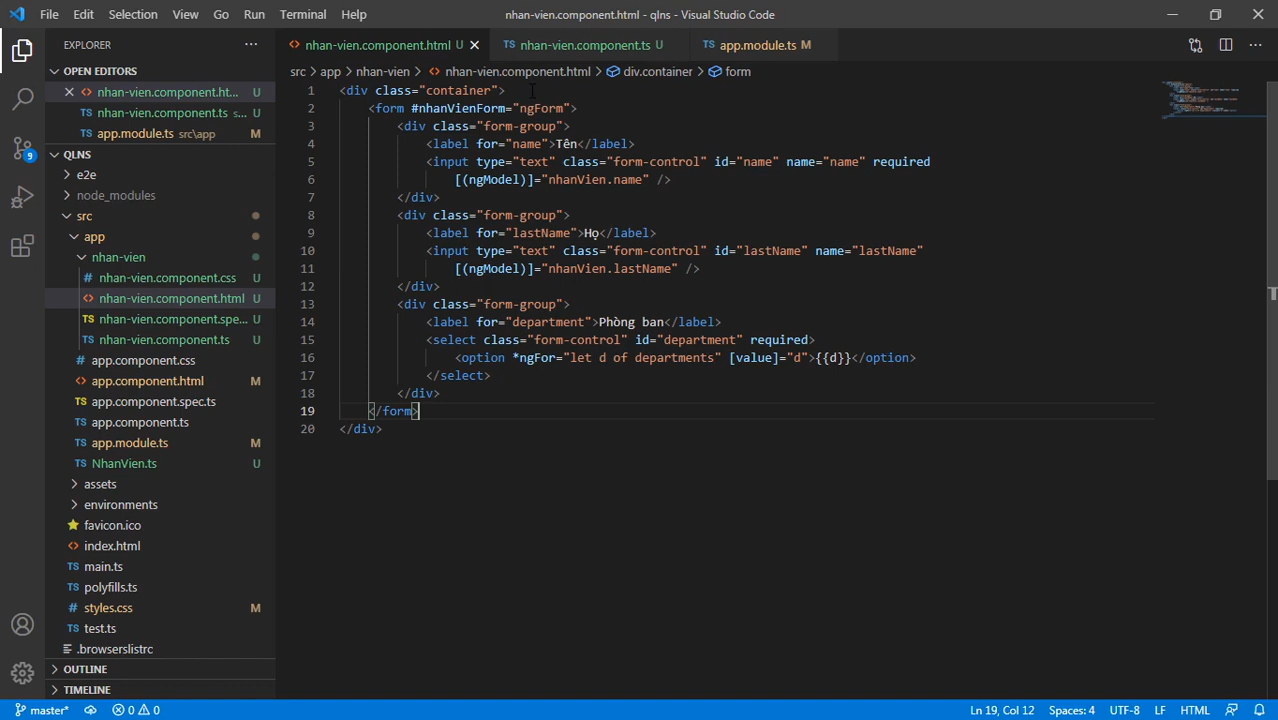 File Edit Selection View Go Run Terminal Help
nhan-vien.component.html - qlns - Visual Studio Code
EXPLORER
OPEN EDITORS
nhan-vien.component.ht... U
nhan-vien.component.ts s... U
app.module.ts src\app M
QLNS
e2e
node_modules
src
app
nhan-vien
nhan-vien.component.css U
nhan-vien.component.html U
nhan-vien.component.spe... U
nhan-vien.component.ts U
app.component.css
app.component.html M
app.component.spec.ts
app.component.ts
app.module.ts M
NhanVien.ts U
assets
environments
favicon.ico
index.html
main.ts
polyfills.ts
styles.css M
test.ts
.browserslistrc
OUTLINE
TIMELINE
nhan-vien.component.html U
nhan-vien.component.ts U
app.module.ts M
src > app > nhan-vien > nhan-vien.component.html > div.container > form
1 <div class="container">
2 <form #nhanVienForm="ngForm">
3 <div class="form-group">
4 <label for="name">Tên</label>
5 <input type="text" class="form-control" id="name" name="name" required
6 [(ngModel)]="nhanVien.name" />
7 </div>
8 <div class="form-group">
9 <label for="lastName">Họ</label>
10 <input type="text" class="form-control" id="lastName" name="lastName"
11 [(ngModel)]="nhanVien.lastName" />
12 </div>
13 <div class="form-group">
14 <label for="department">Phòng ban</label>
15 <select class="form-control" id="department" required>
16 <option *ngFor="let d of departments" [value]="d">{{d}}</option>
17 </select>
18 </div>
19 </form>
20 </div>
9
master* 0 0
Ln 19, Col 12 Spaces: 4 UTF-8 LF HTML